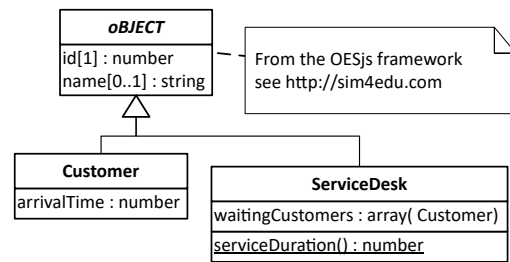 oBJECT
id[1] : number
name[0..1] : string
From the OESjs framework
see http://sim4edu.com
Customer
arrivalTime : number
ServiceDesk
waitingCustomers : array( Customer)
serviceDuration() : number